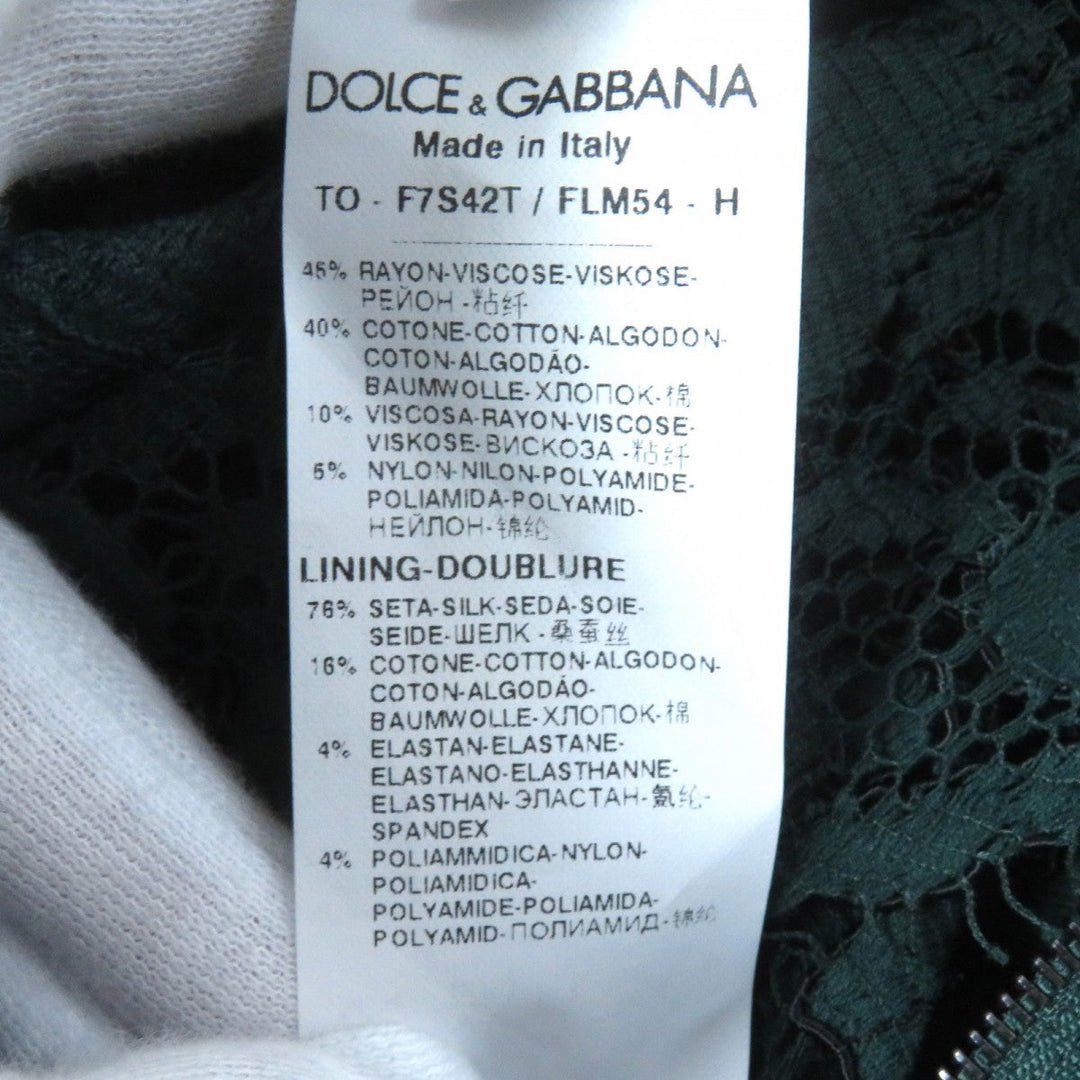 DOLCE & GABBANA
Made in Italy
TO - F7S42T / FLM54 - H
45% RAYON-VISCOSE-VISKOSE-
РЕЙОН -粘纤
40% COTONE-COTTON-ALGODON-
COTON-ALGODÃO-
BAUMWOLLE-ХЛОПОК-棉
10% VISCOSA-RAYON-VISCOSE-
VISKOSE-ВИСКОЗА -粘纤
5% NYLON-NILON-POLYAMIDE-
POLIAMIDA-POLYAMID-
НЕЙЛОН-锦纶
LINING-DOUBLURE
76% SETA-SILK-SEDA-SOIE-
SEIDE-ШЕЛК -桑蚕丝
16% COTONE-COTTON-ALGODON-
COTON-ALGODÃO-
BAUMWOLLE-ХЛОПОК-棉
4% ELASTAN-ELASTANE-
ELASTANO-ELASTHANNE-
ELASTHAN-ЭЛАСТАН-氨纶-
SPANDEX
4% POLIAMMIDICA-NYLON-
POLIAMIDICA-
POLYAMIDE-POLIAMIDA-
POLYAMID-ПОЛИАМИД-锦纶